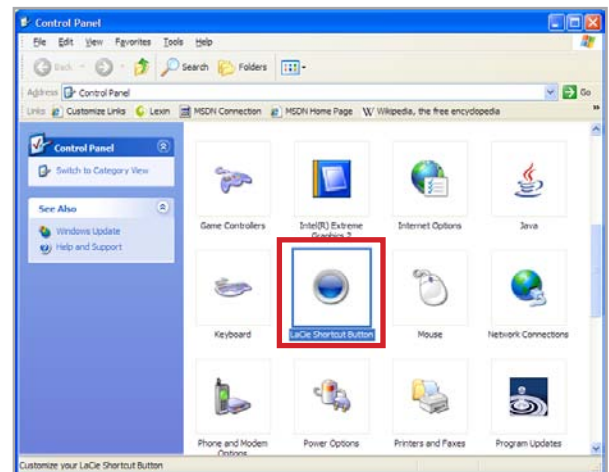 Control Panel
File Edit View Favorites Tools Help
Back Search Folders
Address Control Panel Go
Links Customize Links Lexin MSDN Connection MSDN Home Page W Wikipedia, the free encyclopedia
Control Panel
Switch to Category View
See Also
Windows Update
Help and Support
Game Controllers
Intel(R) Extreme
Graphics 2
Internet Options
Java
Keyboard
LaCie Shortcut Button
Mouse
Network Connections
Phone and Modem
Options
Power Options
Printers and Faxes
Program Updates
Customize your LaCie Shortcut Button